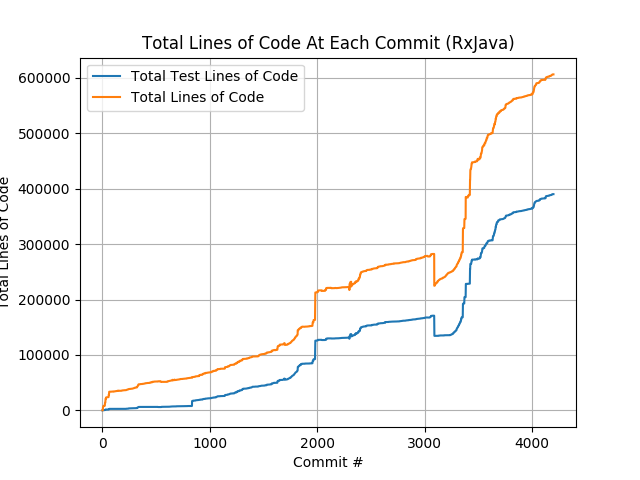 Total Lines of Code At Each Commit (RxJava)
Total Test Lines of Code
Total Lines of Code
600000
500000
400000
300000
200000
100000
0
Total Lines of Code
0 1000 2000 3000 4000
Commit #